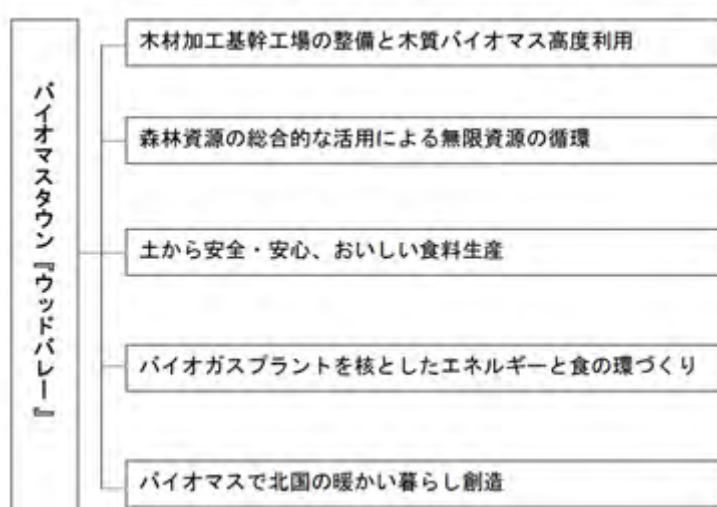 バイオマスタウン『ウッドバレー』
木材加工基幹工場の整備と木質バイオマス高度利用
森林資源の総合的な活用による無限資源の循環
土から安全・安心、おいしい食料生産
バイオガスプラントを核としたエネルギーと食の環づくり
バイオマスで北国の暖かい暮らし創造